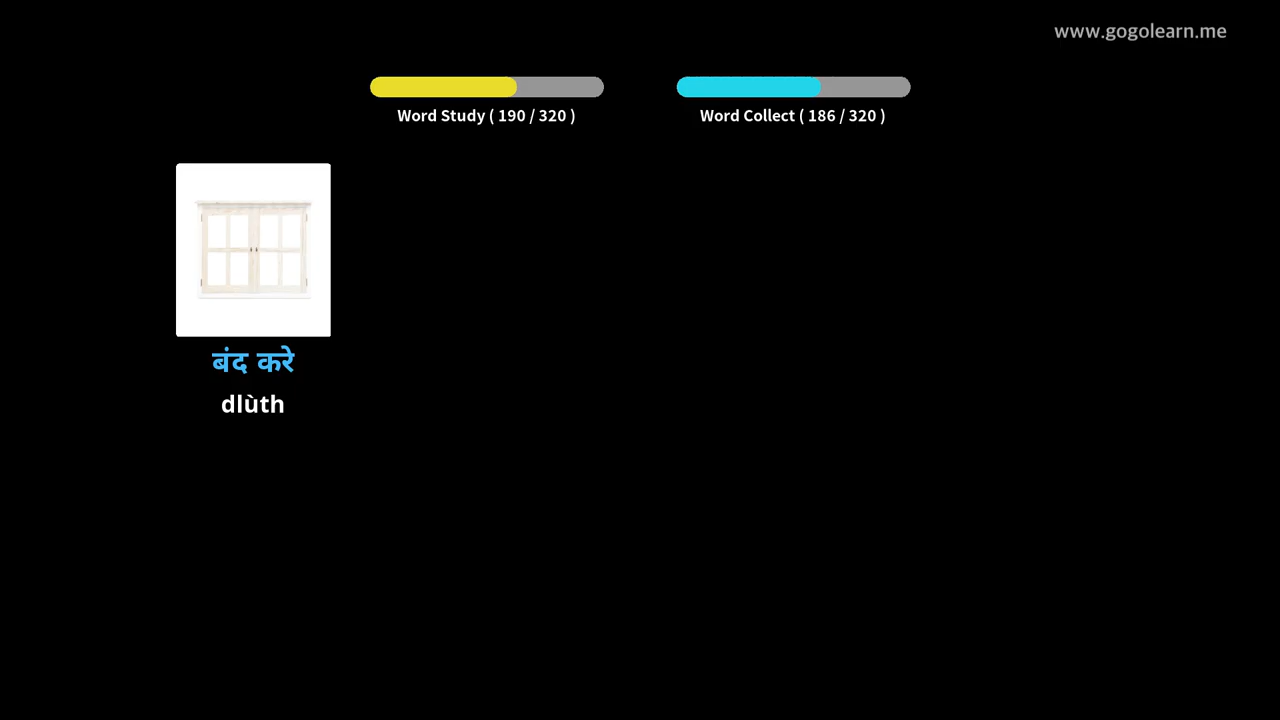 www.gogolearn.me
Word Study ( 190 / 320 )
Word Collect ( 186 / 320 )
बंद करे
dlùth